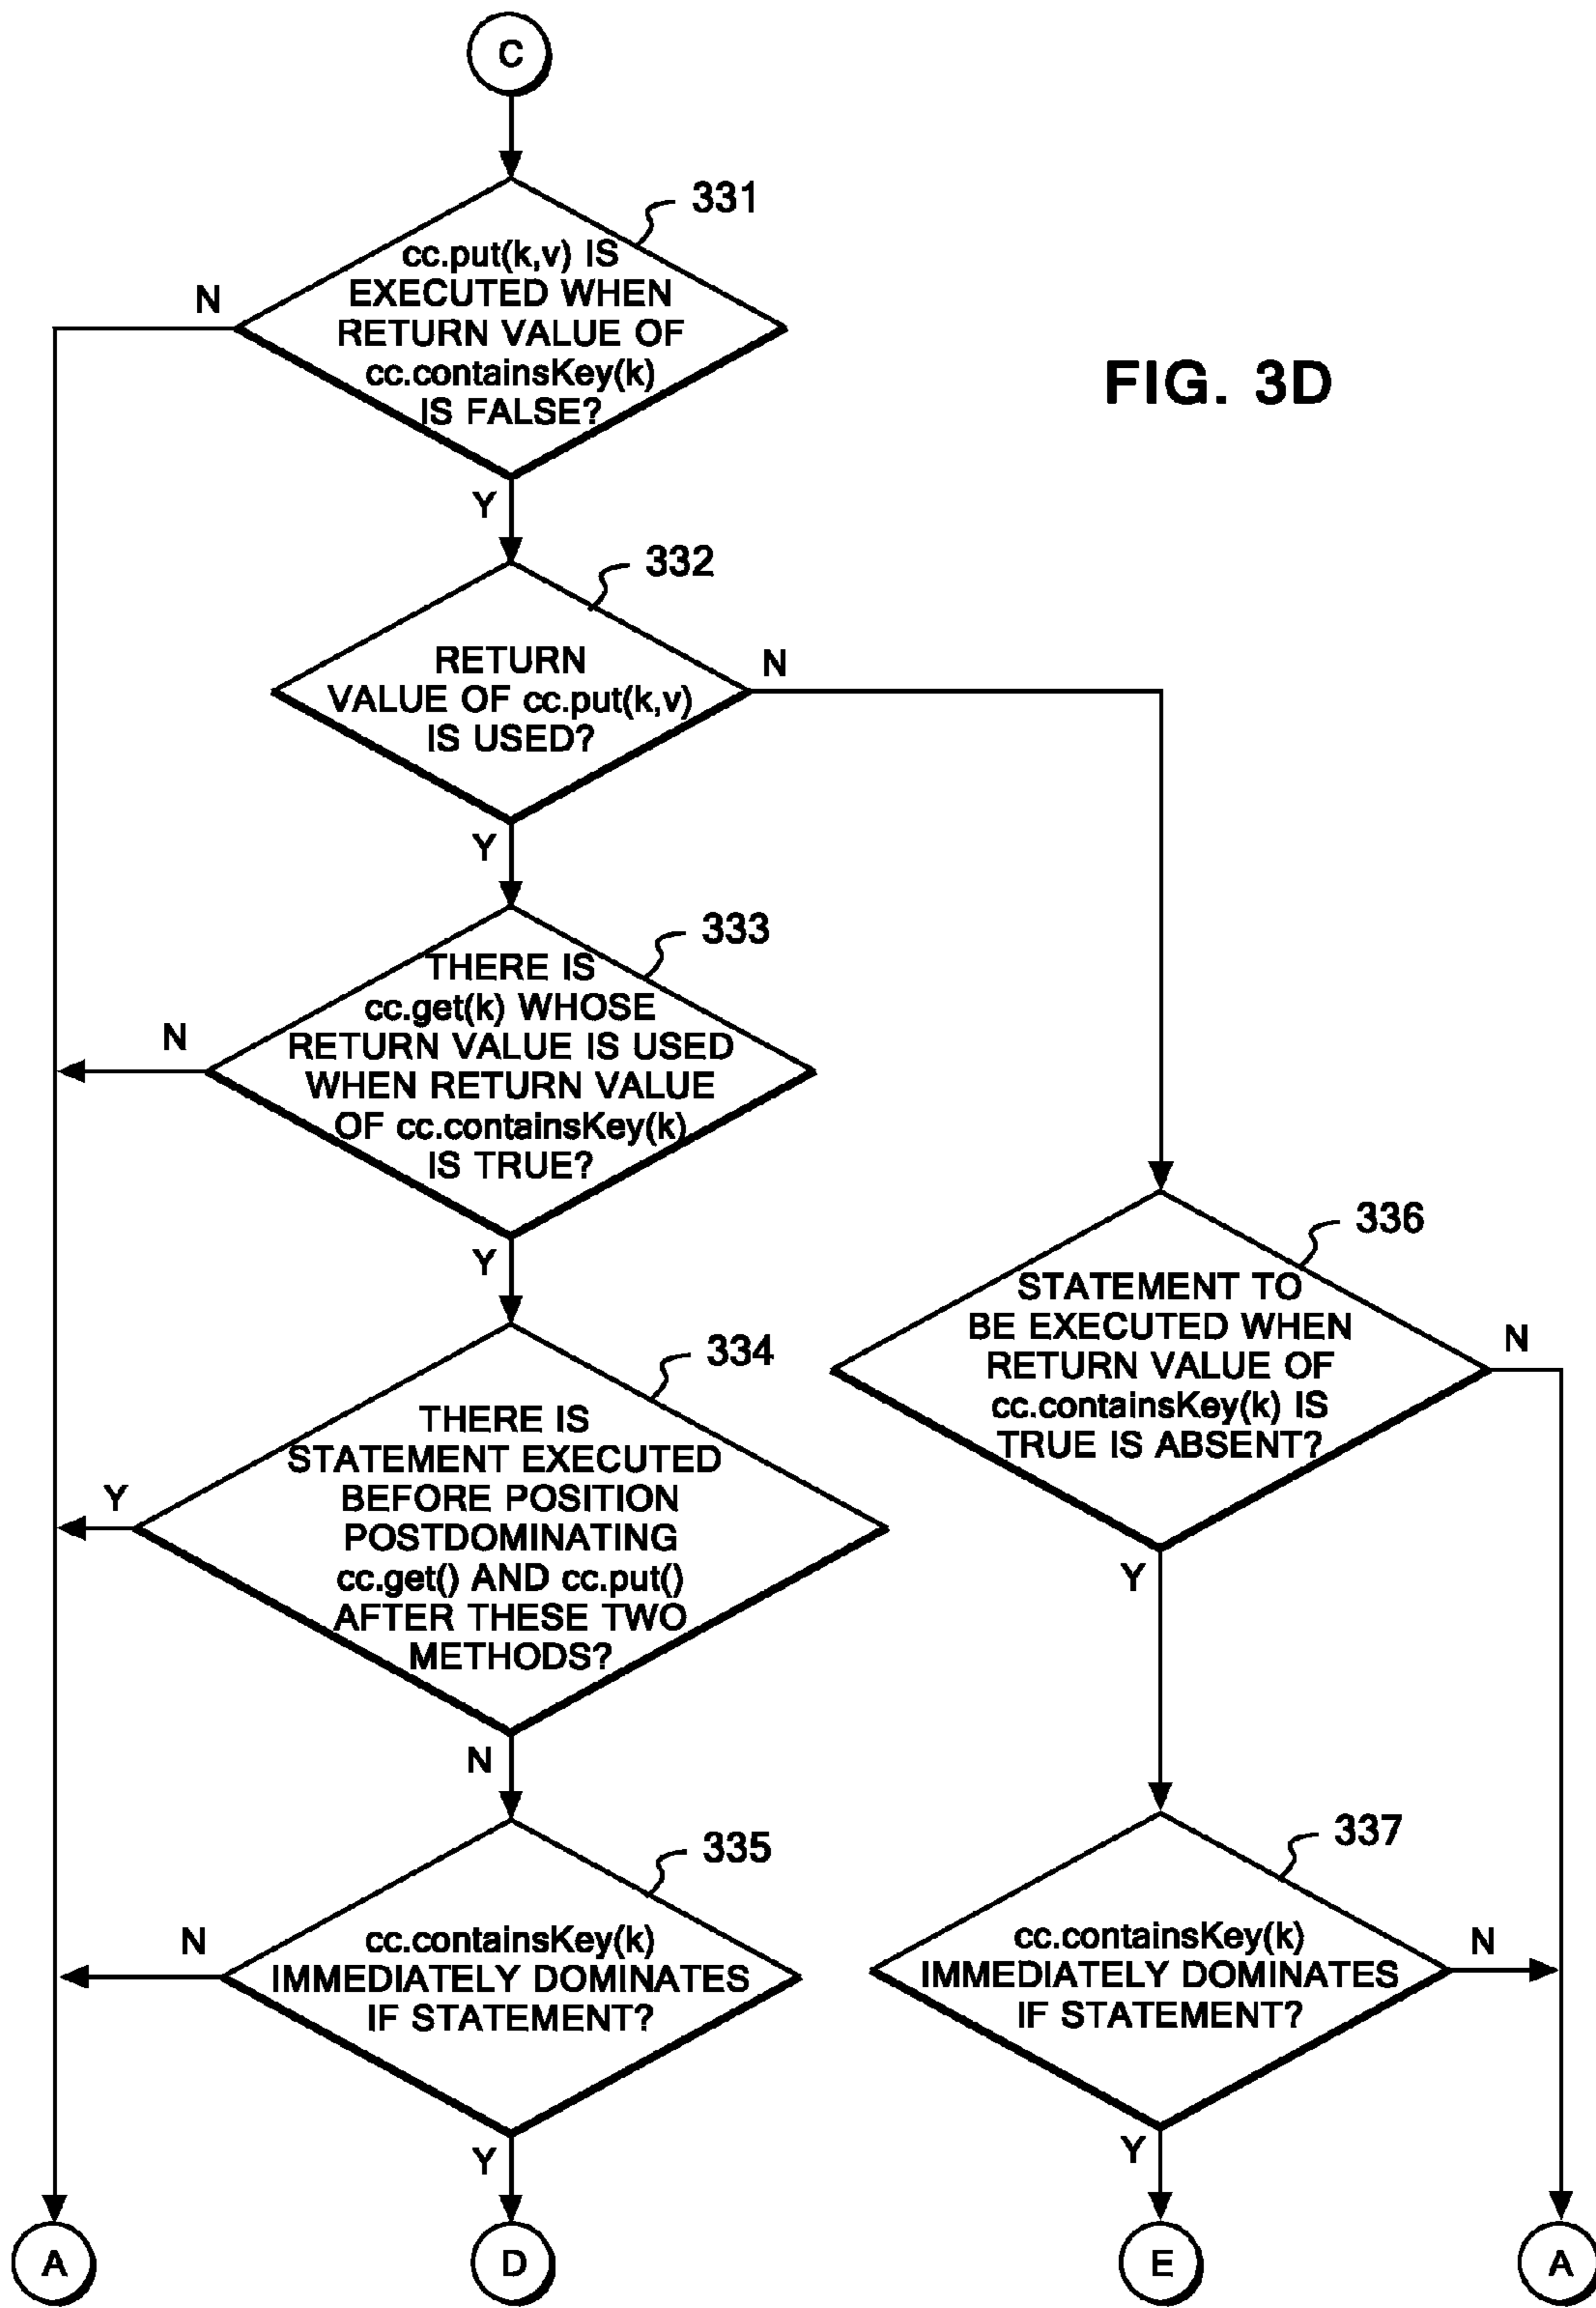 C
331
cc.put(k,v) IS
EXECUTED WHEN
RETURN VALUE OF
cc.containsKey(k)
IS FALSE?
N
FIG. 3D
Y
332
RETURN
VALUE OF cc.put(k,v)
IS USED?
N
Y
333
THERE IS
cc.get(k) WHOSE
RETURN VALUE IS USED
WHEN RETURN VALUE
OF cc.containsKey(k)
IS TRUE?
N
Y
336
STATEMENT TO
BE EXECUTED WHEN
RETURN VALUE OF
cc.containsKey(k) IS
TRUE IS ABSENT?
N
Y
334
THERE IS
STATEMENT EXECUTED
BEFORE POSITION
POSTDOMINATING
cc.get() AND cc.put()
AFTER THESE TWO
METHODS?
Y
N
335
cc.containsKey(k)
IMMEDIATELY DOMINATES
IF STATEMENT?
N
Y
337
cc.containsKey(k)
IMMEDIATELY DOMINATES
IF STATEMENT?
N
Y
A
D
E
A